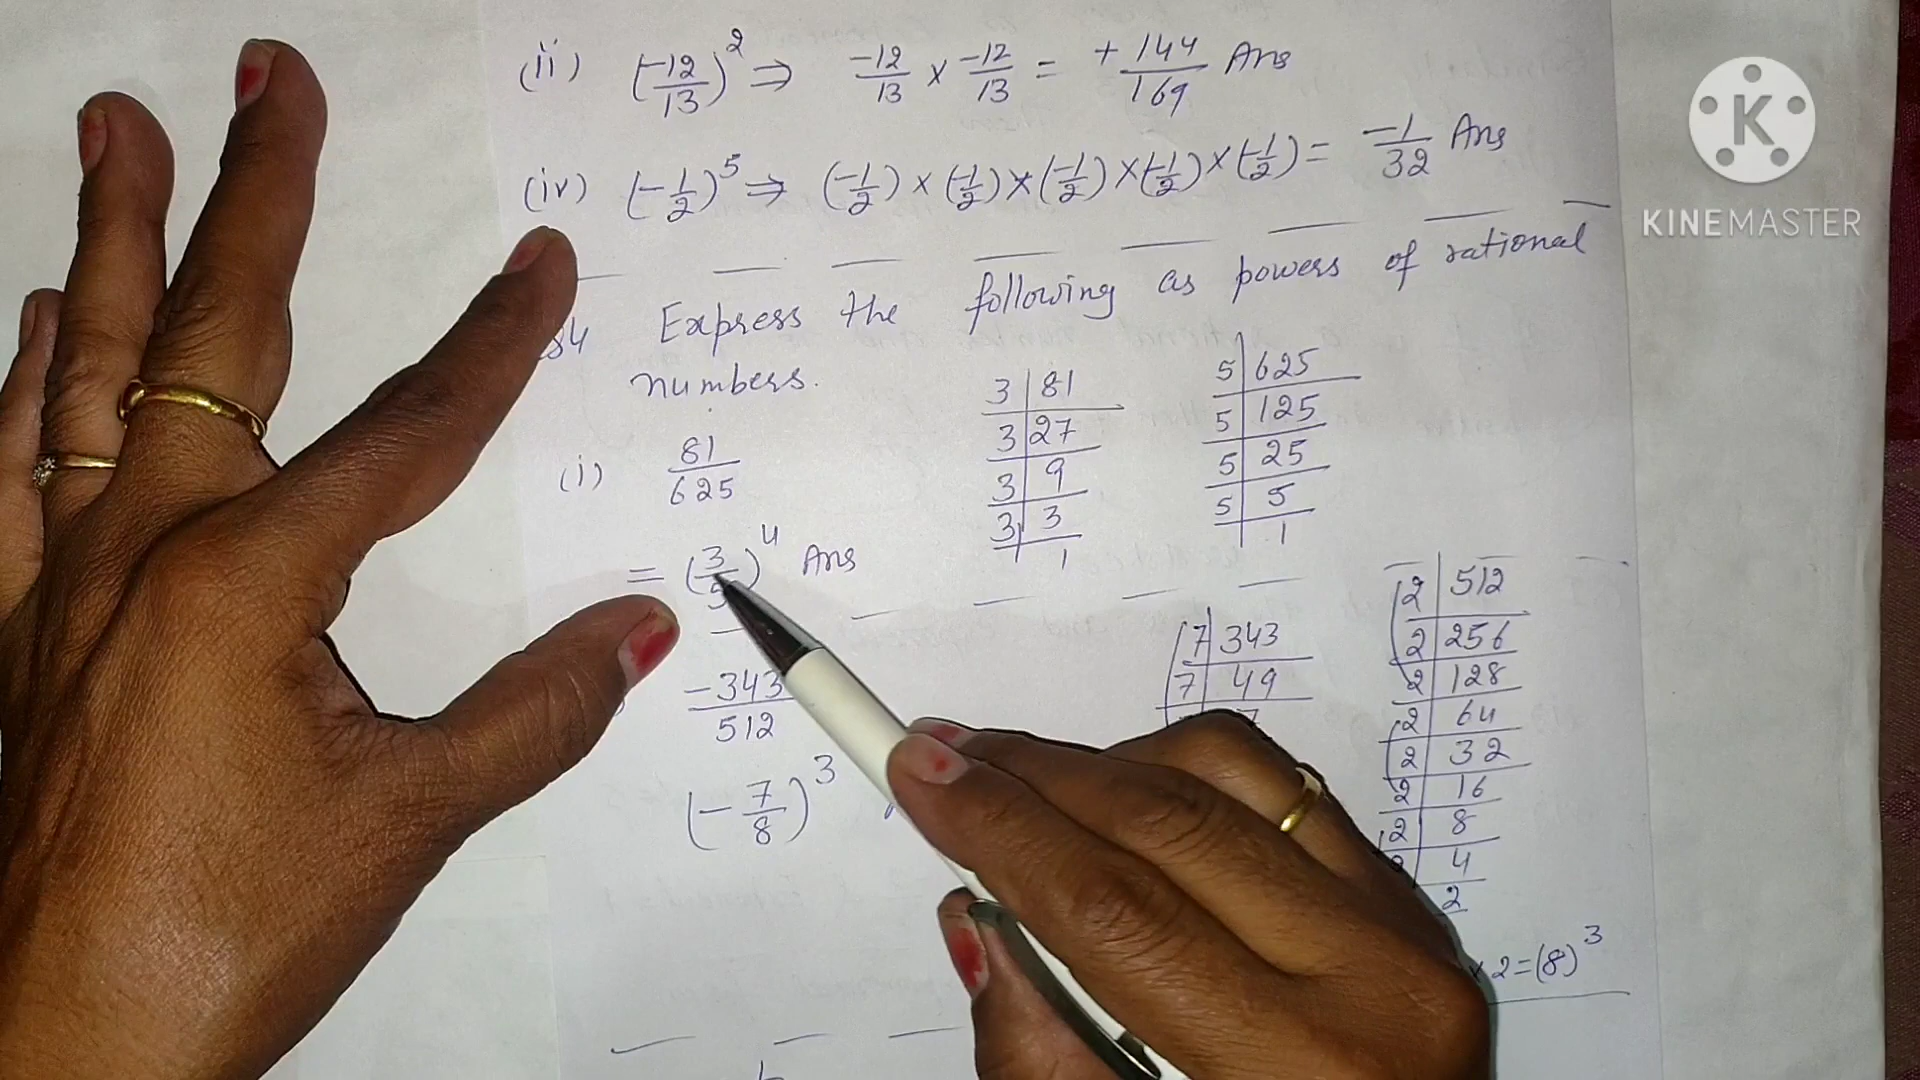 (ii) (-12/13)² ⇒ -12/13 × -12/13 = +144/169 Ans
(iv) (-1/2)⁵ ⇒ (-1/2) × (-1/2) × (-1/2) × (-1/2) × (-1/2) = -1/32 Ans
K
KINEMASTER
4 Express the following as powers of rational
numbers.
(i) 81/625
= (3/5)⁴ Ans
3 | 81
3 | 27
3 | 9
3 | 3
1
5 | 625
5 | 125
5 | 25
5 | 5
1
-343/512
(-7/8)³
7 | 343
7 | 49
7
2 | 512
2 | 256
2 | 128
2 | 64
2 | 32
2 | 16
2 | 8
2 | 4
2
× 2 = (8)³